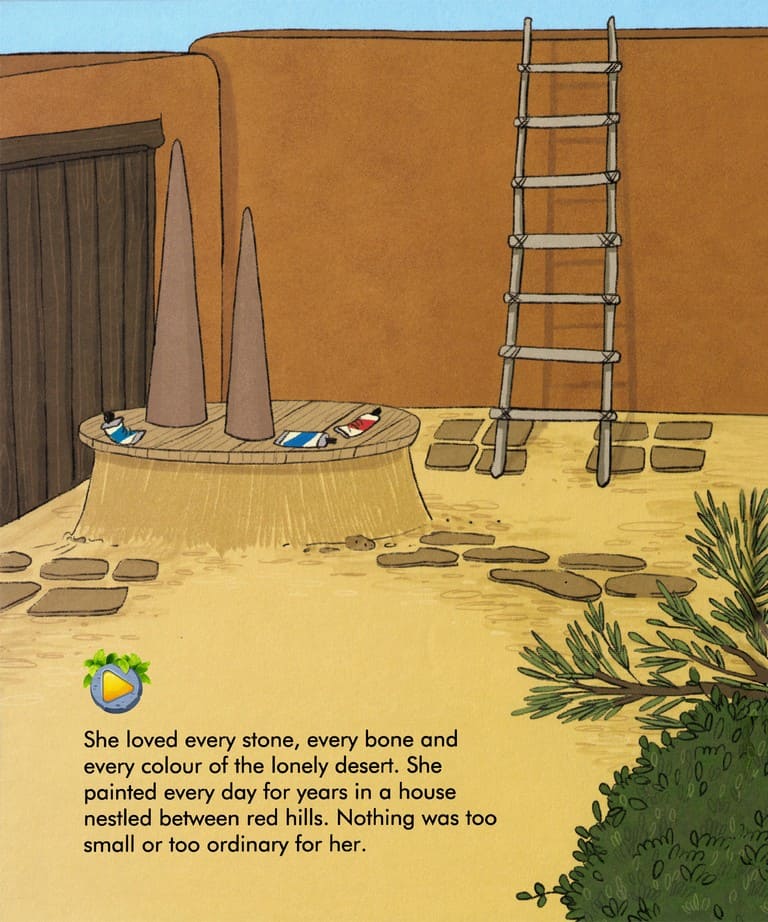 She loved every stone, every bone and
every colour of the lonely desert. She
painted every day for years in a house
nestled between red hills. Nothing was too
small or too ordinary for her.